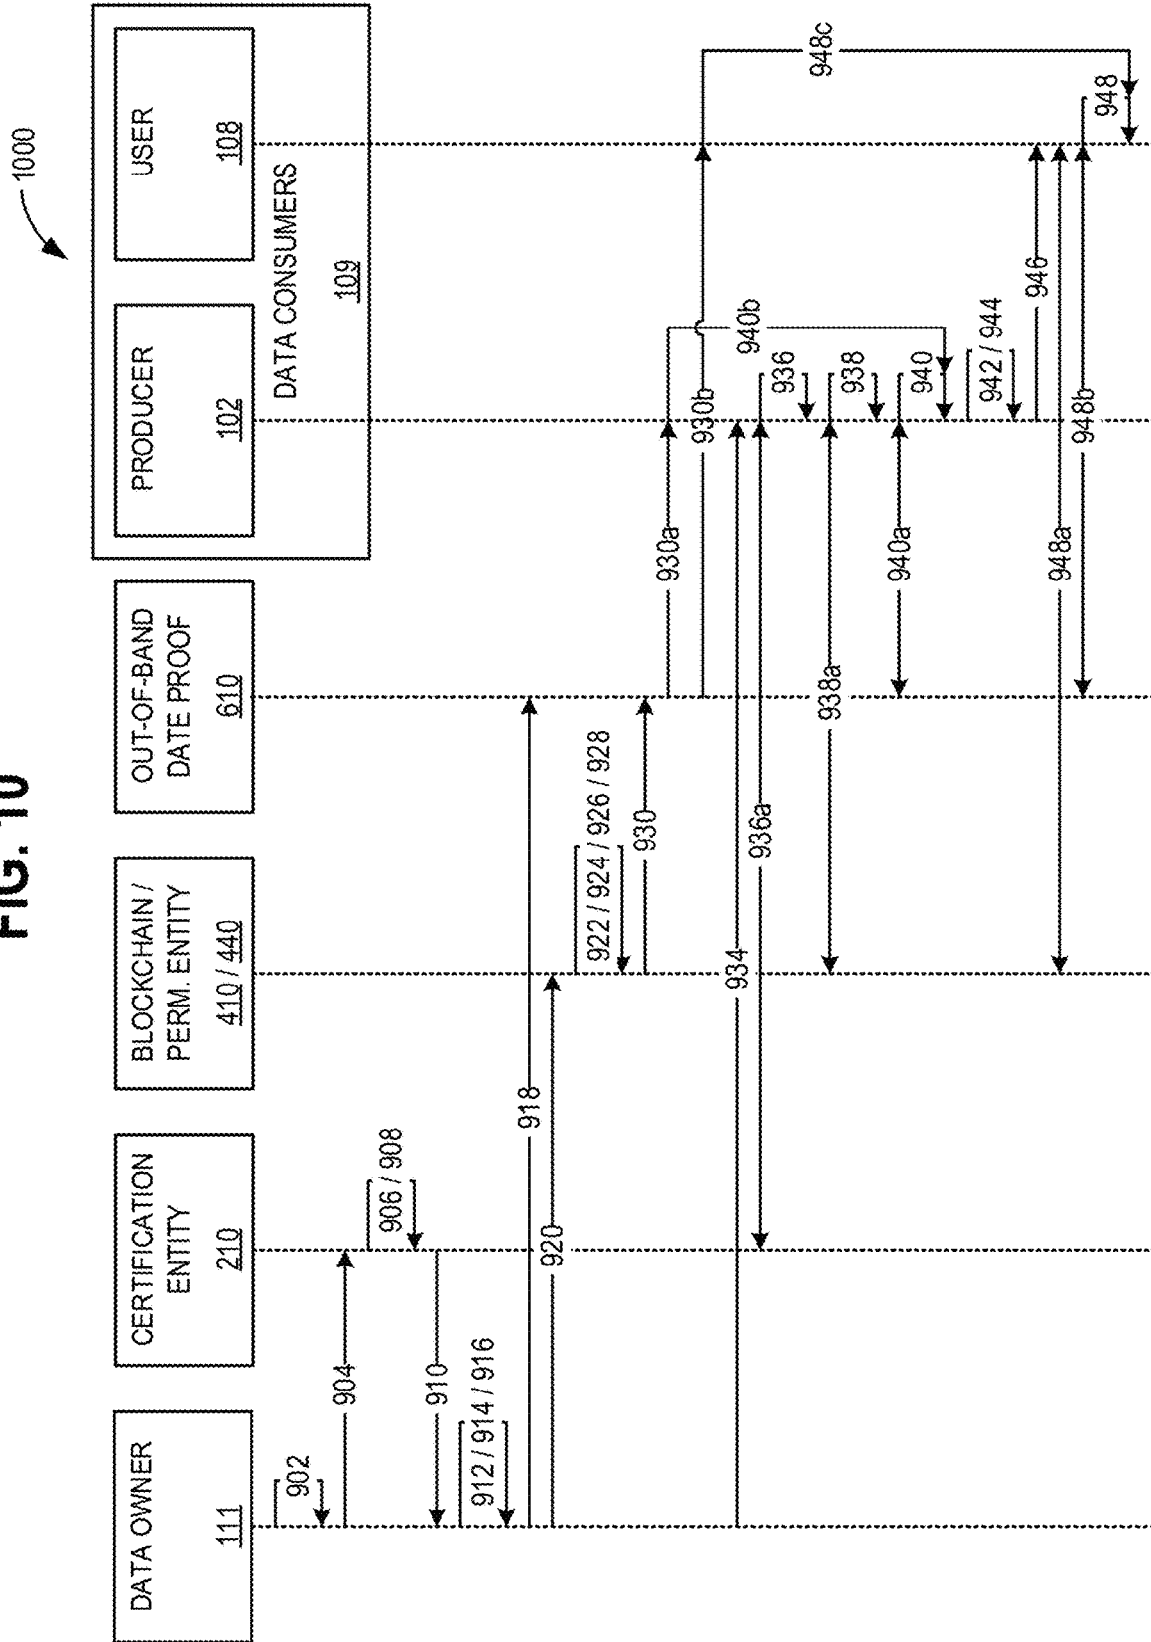 FIG. 10
1000
DATA OWNER
111
CERTIFICATION
ENTITY
210
BLOCKCHAIN /
PERM. ENTITY
410 / 440
OUT-OF-BAND
DATE PROOF
610
PRODUCER
102
USER
108
DATA CONSUMERS
109
902
904
906 / 908
910
912 / 914 / 916
918
920
922 / 924 / 926 / 928
930
930a
930b
940b
934
936a
936
938a
938
940a
940
942 / 944
946
948a
948b
948c
948